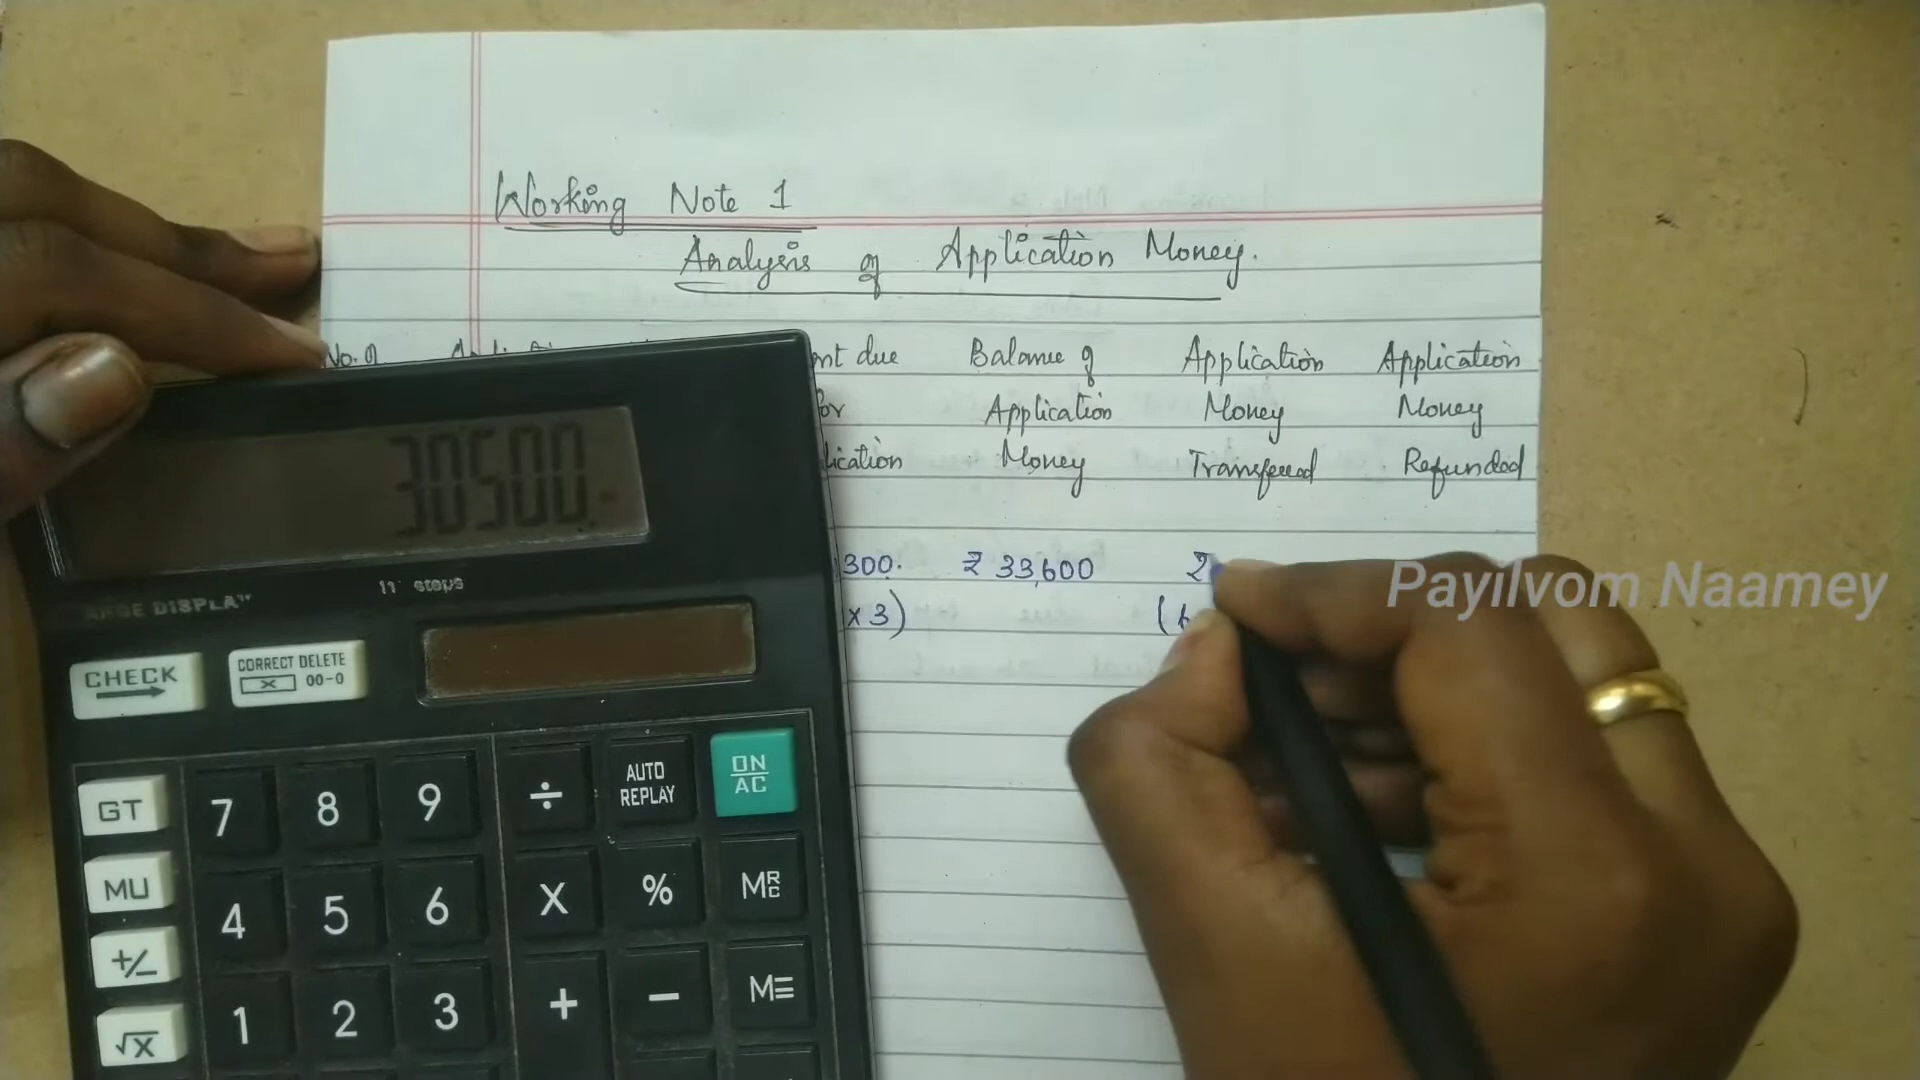 Working Note 1
Analysis of Application Money.
No. of nt due Balance of Application Application
for Application Money Money
lication Money Transferred Refunded
300. ₹ 33,600 ₹
x 3) (
Payilvom Naamey
30500.
11 steps
CHECK
CORRECT DELETE
00-0
GT 7 8 9 ÷ AUTO REPLAY ON AC
MU 4 5 6 X % MRC
+/- 1 2 3 + - M=
√x